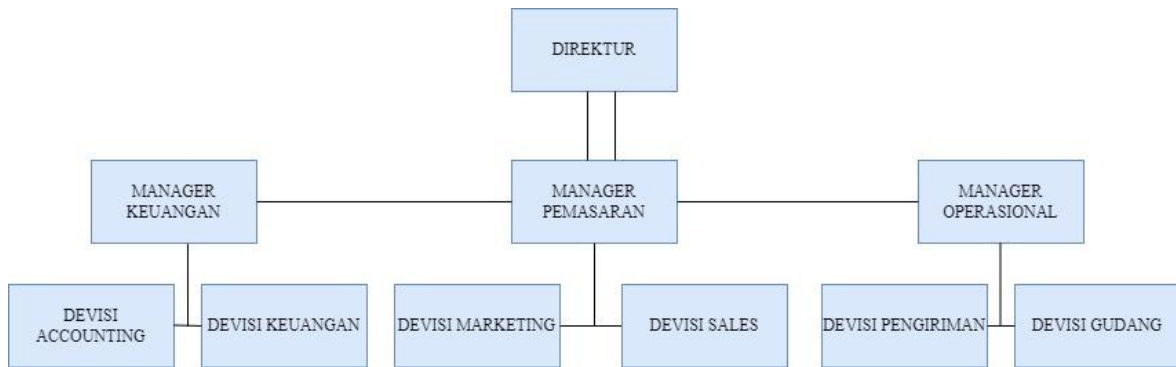 DIREKTUR
MANAGER
KEUANGAN
MANAGER
PEMASARAN
MANAGER
OPERASIONAL
DEVISI
ACCOUNTING
DEVISI KEUANGAN
DEVISI MARKETING
DEVISI SALES
DEVISI PENGIRIMAN
DEVISI GUDANG